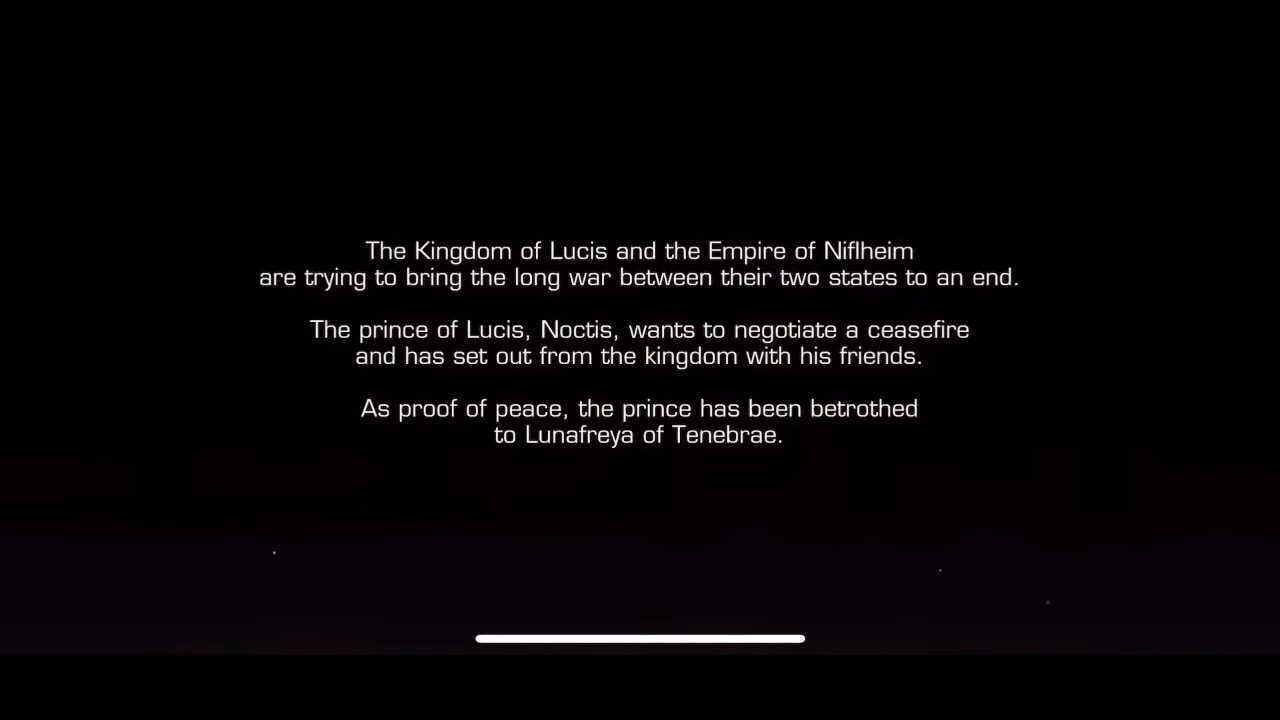 The Kingdom of Lucis and the Empire of Niflheim
are trying to bring the long war between their two states to an end.
The prince of Lucis, Noctis, wants to negotiate a ceasefire
and has set out from the kingdom with his friends.
As proof of peace, the prince has been betrothed
to Lunafreya of Tenebrae.